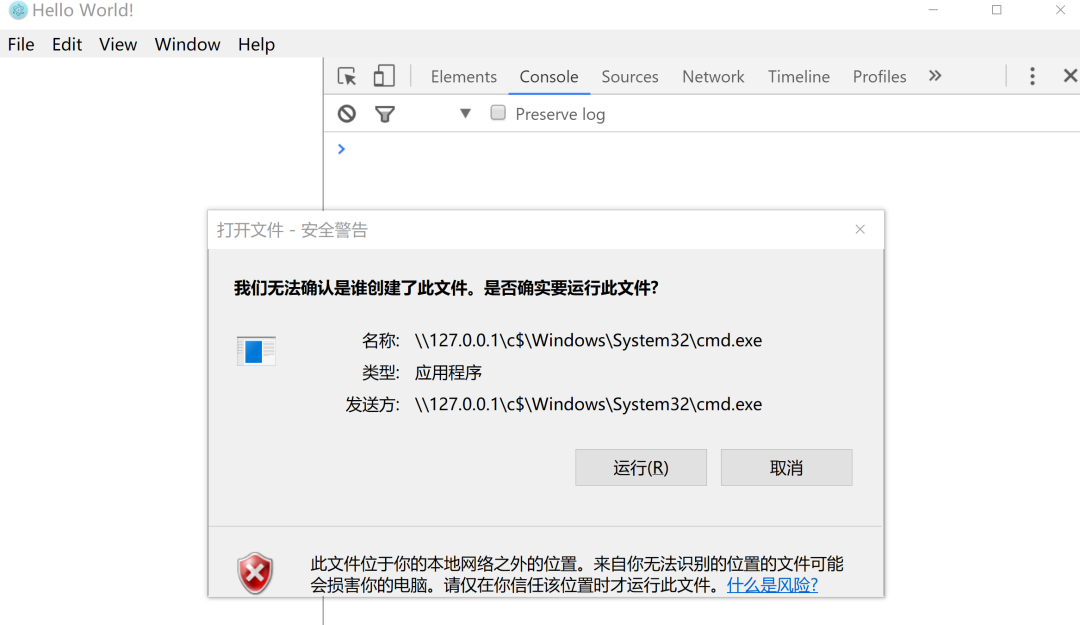 Hello World!
File Edit View Window Help
Elements Console Sources Network Timeline Profiles »
Preserve log
打开文件 - 安全警告
我们无法确认是谁创建了此文件。是否确实要运行此文件?
名称: \\127.0.0.1\c$\Windows\System32\cmd.exe
类型: 应用程序
发送方: \\127.0.0.1\c$\Windows\System32\cmd.exe
运行(R) 取消
此文件位于你的本地网络之外的位置。来自你无法识别的位置的文件可能
会损害你的电脑。请仅在你信任该位置时才运行此文件。什么是风险?